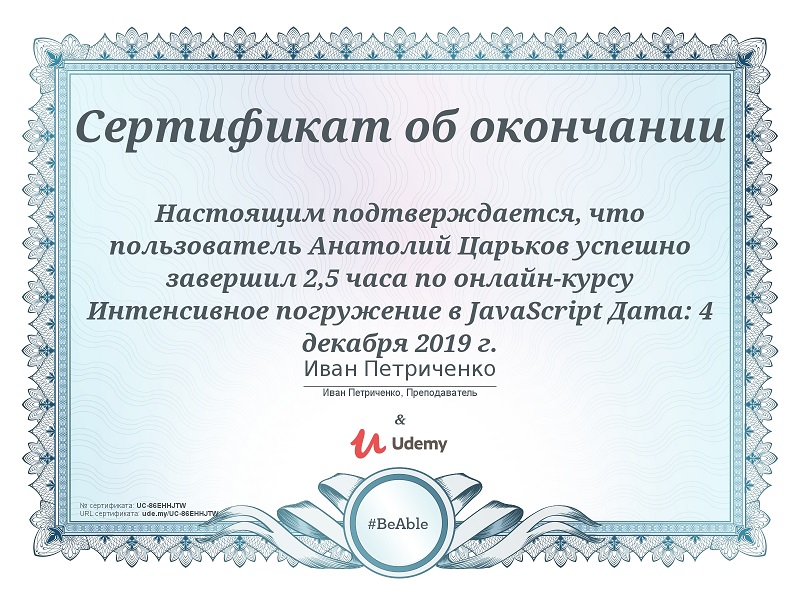 Сертификат об окончании
Настоящим подтверждается, что
пользователь Анатолий Царьков успешно
завершил 2,5 часа по онлайн-курсу
Интенсивное погружение в JavaScript Дата: 4
декабря 2019 г.
Иван Петриченко
Иван Петриченко, Преподаватель
&
Udemy
№ сертификата: UC-86EHHJTW
URL сертификата: ude.my/UC-86EHHJTW
#BeAble